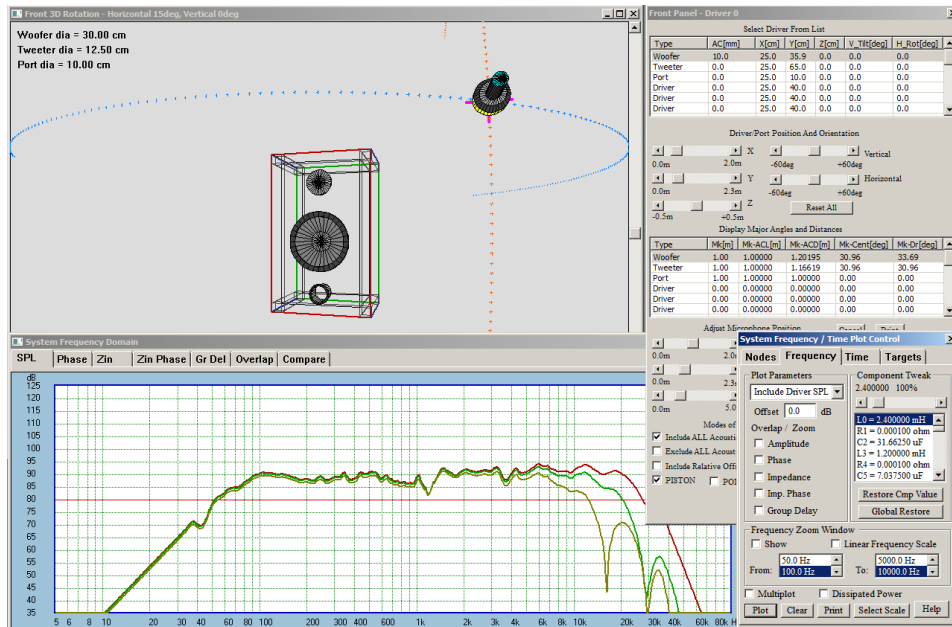 Front 3D Rotation - Horizontal 15deg, Vertical 0deg
Woofer dia = 30.00 cm
Tweeter dia = 12.50 cm
Port dia = 10.00 cm
Front Panel - Driver 0
Select Driver From List
Type AC[mm] X[cm] Y[cm] Z[cm] V_Tilt[deg] H_Rot[deg]
Woofer 10.0 25.0 35.9 0.0 0.0 0.0
Tweeter 0.0 25.0 65.0 0.0 0.0 0.0
Port 0.0 25.0 10.0 0.0 0.0 0.0
Driver 0.0 25.0 40.0 0.0 0.0 0.0
Driver 0.0 25.0 40.0 0.0 0.0 0.0
Driver 0.0 25.0 40.0 0.0 0.0 0.0
Driver/Port Position And Orientation
X Vertical
0.0m 2.0m -60deg +60deg
Y Horizontal
0.0m 2.3m -60deg +60deg
Z Reset All
-0.5m +0.5m
Display Major Angles and Distances
Type Mk[m] Mk-ACL[m] Mk-ACD[m] Mk-Cent[deg] Mk-Dr[deg]
Woofer 1.00 1.00000 1.20195 30.96 33.69
Tweeter 1.00 1.00000 1.16619 30.96 30.96
Port 1.00 1.00000 1.00000 0.00 0.00
Driver 0.00 0.00000 0.00000 0.00 0.00
Driver 0.00 0.00000 0.00000 0.00 0.00
Driver 0.00 0.00000 0.00000 0.00 0.00
Adjust Microphone Position
0.0m 2.0
0.0m 2.3
0.0m 5.0
Modes of
Include ALL Acousti
Exclude ALL Acoust
Include Relative Offi
PISTON
System Frequency Domain
SPL Phase Zin Zin Phase Gr Del Overlap Compare
dB
125
120
115
110
105
100
95
90
85
80
75
70
65
60
55
50
45
40
35
5 6 8 10 20 40 60 80 100 200 400 600 1k 2k 4k 6k 8k 10k 20k 30k 40k 60k 80k H
System Frequency / Time Plot Control
Nodes Frequency Time Targets
Plot Parameters
Include Driver SPL
Offset 0.0 dB
Overlap / Zoom
Amplitude
Phase
Impedance
Imp. Phase
Group Delay
Component Tweak
2.400000 100%
L0 = 2.400000 mH
R1 = 0.000100 ohm
C2 = 31.66250 uF
L3 = 1.200000 mH
R4 = 0.000100 ohm
C5 = 7.037500 uF
Restore Cmp Value
Global Restore
Frequency Zoom Window
Show Linear Frequency Scale
50.0 Hz 5000.0 Hz
From: 100.0 Hz To: 10000.0 Hz
Multiplot Dissipated Power
Plot Clear Print Select Scale Help